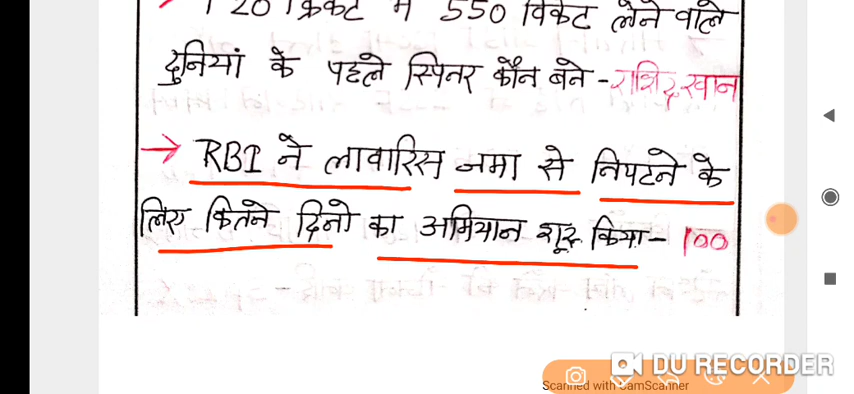 → T20 क्रिकेट में 550 विकेट लेने वाले
दुनियां के पहले स्पिनर कौन बने - राशिद खान
→ RBI ने लावारिस जमा से निपटने के
लिए कितने दिनो का अभियान शुरू किया - 100
DU RECORDER
Scanned with CamScanner